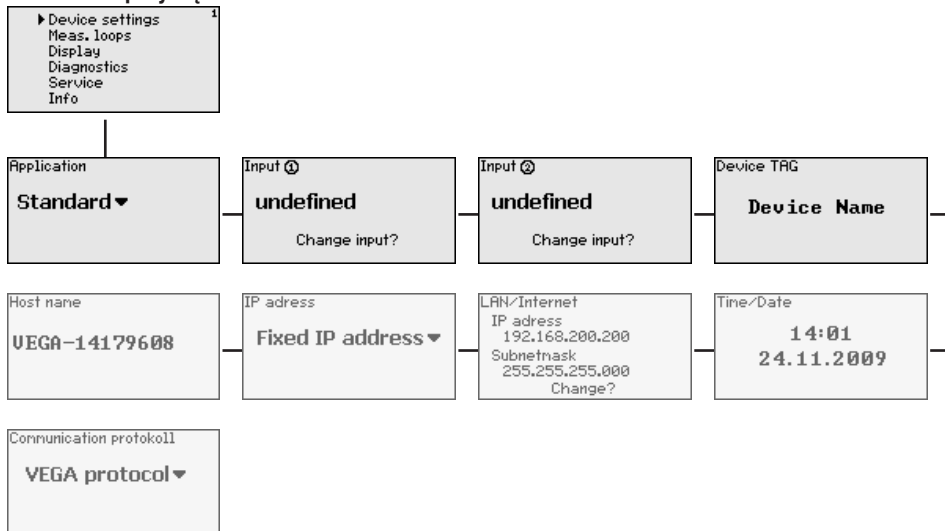 Device settings 1
Meas. loops
Display
Diagnostics
Service
Info
Application
Standard▼
Input ①
undefined
Change input?
Input ②
undefined
Change input?
Device TAG
Device Name
Host name
VEGA-14179608
IP adress
Fixed IP address▼
LAN/Internet
IP adress
192.168.200.200
Subnetmask
255.255.255.000
Change?
Time/Date
14:01
24.11.2009
Communication protokoll
VEGA protocol▼